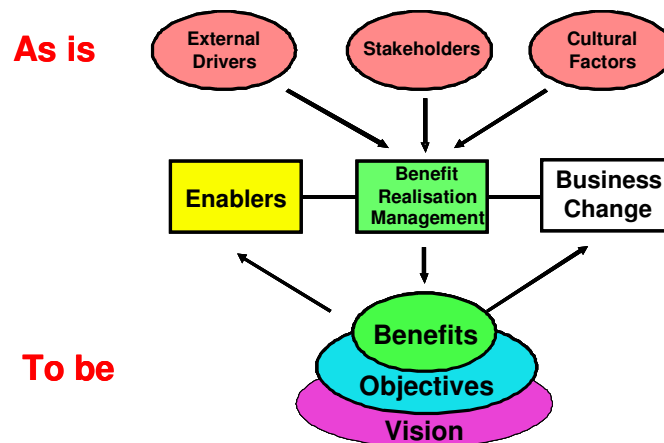 As is
External
Drivers
Stakeholders
Cultural
Factors
Enablers
Benefit
Realisation
Management
Business
Change
To be
Benefits
Objectives
Vision